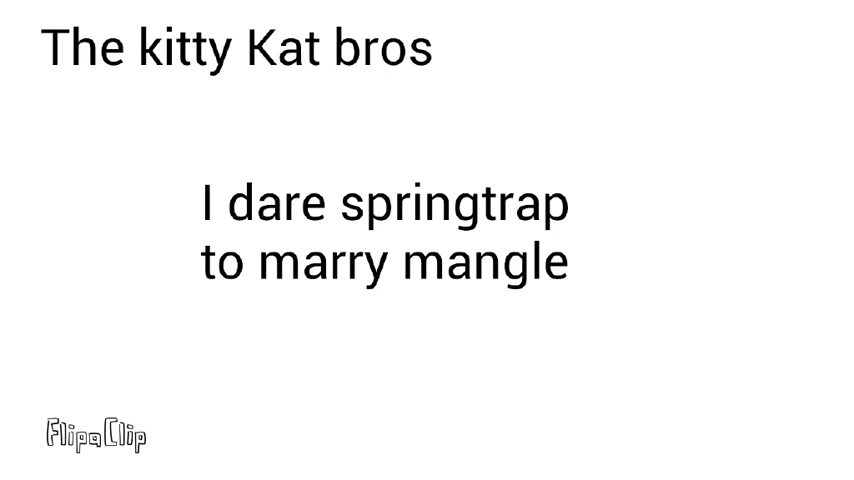 The kitty Kat bros
I dare springtrap
to marry mangle
FlipaClip